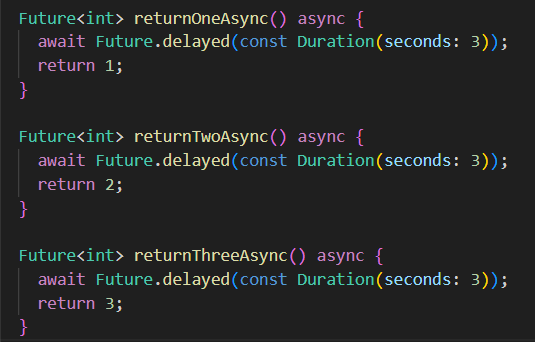 Future<int> returnOneAsync() async {
  await Future.delayed(const Duration(seconds: 3));
  return 1;
}

Future<int> returnTwoAsync() async {
  await Future.delayed(const Duration(seconds: 3));
  return 2;
}

Future<int> returnThreeAsync() async {
  await Future.delayed(const Duration(seconds: 3));
  return 3;
}